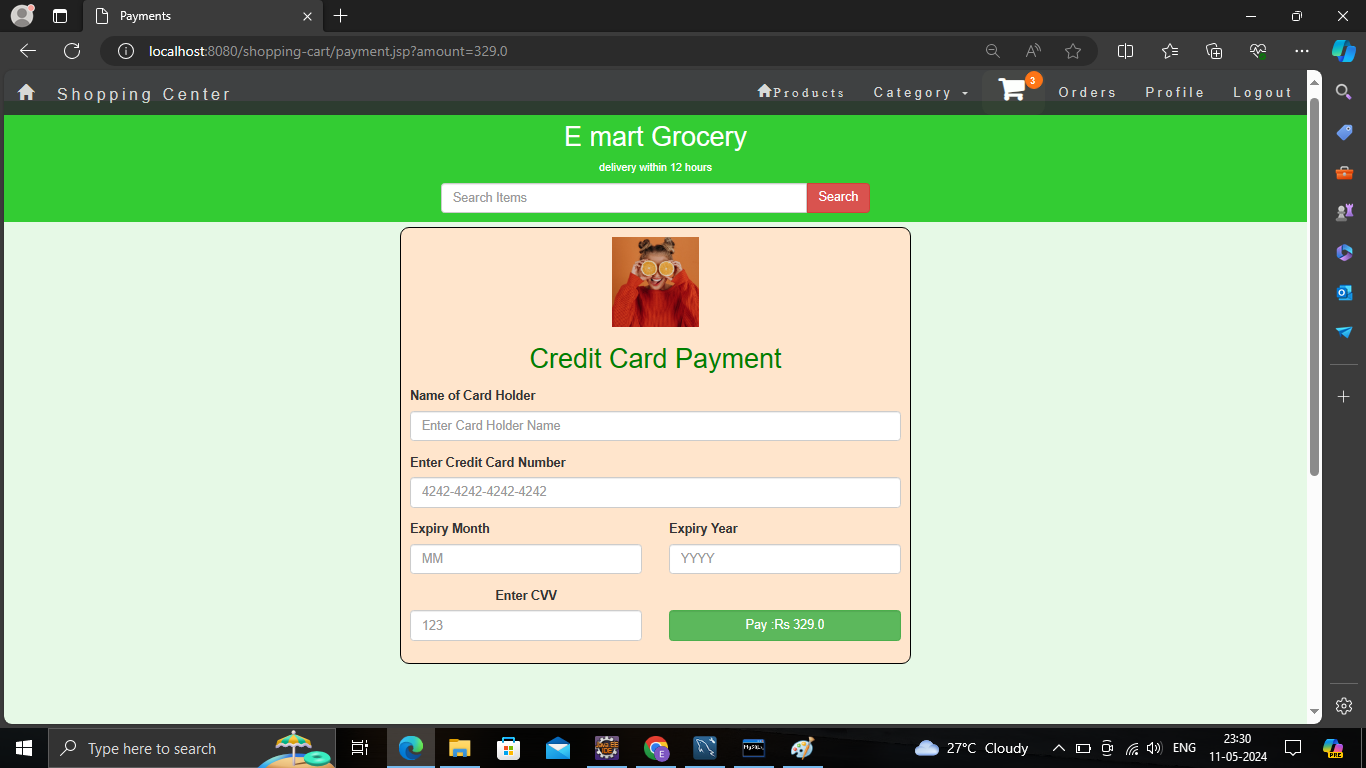 Payments
localhost:8080/shopping-cart/payment.jsp?amount=329.0
Shopping Center
Products Category 3 Orders Profile Logout
E mart Grocery
delivery within 12 hours
Search Items Search
Credit Card Payment
Name of Card Holder
Enter Card Holder Name
Enter Credit Card Number
4242-4242-4242-4242
Expiry Month Expiry Year
MM YYYY
Enter CVV
123 Pay :Rs 329.0
Type here to search
27°C Cloudy
ENG
23:30
11-05-2024